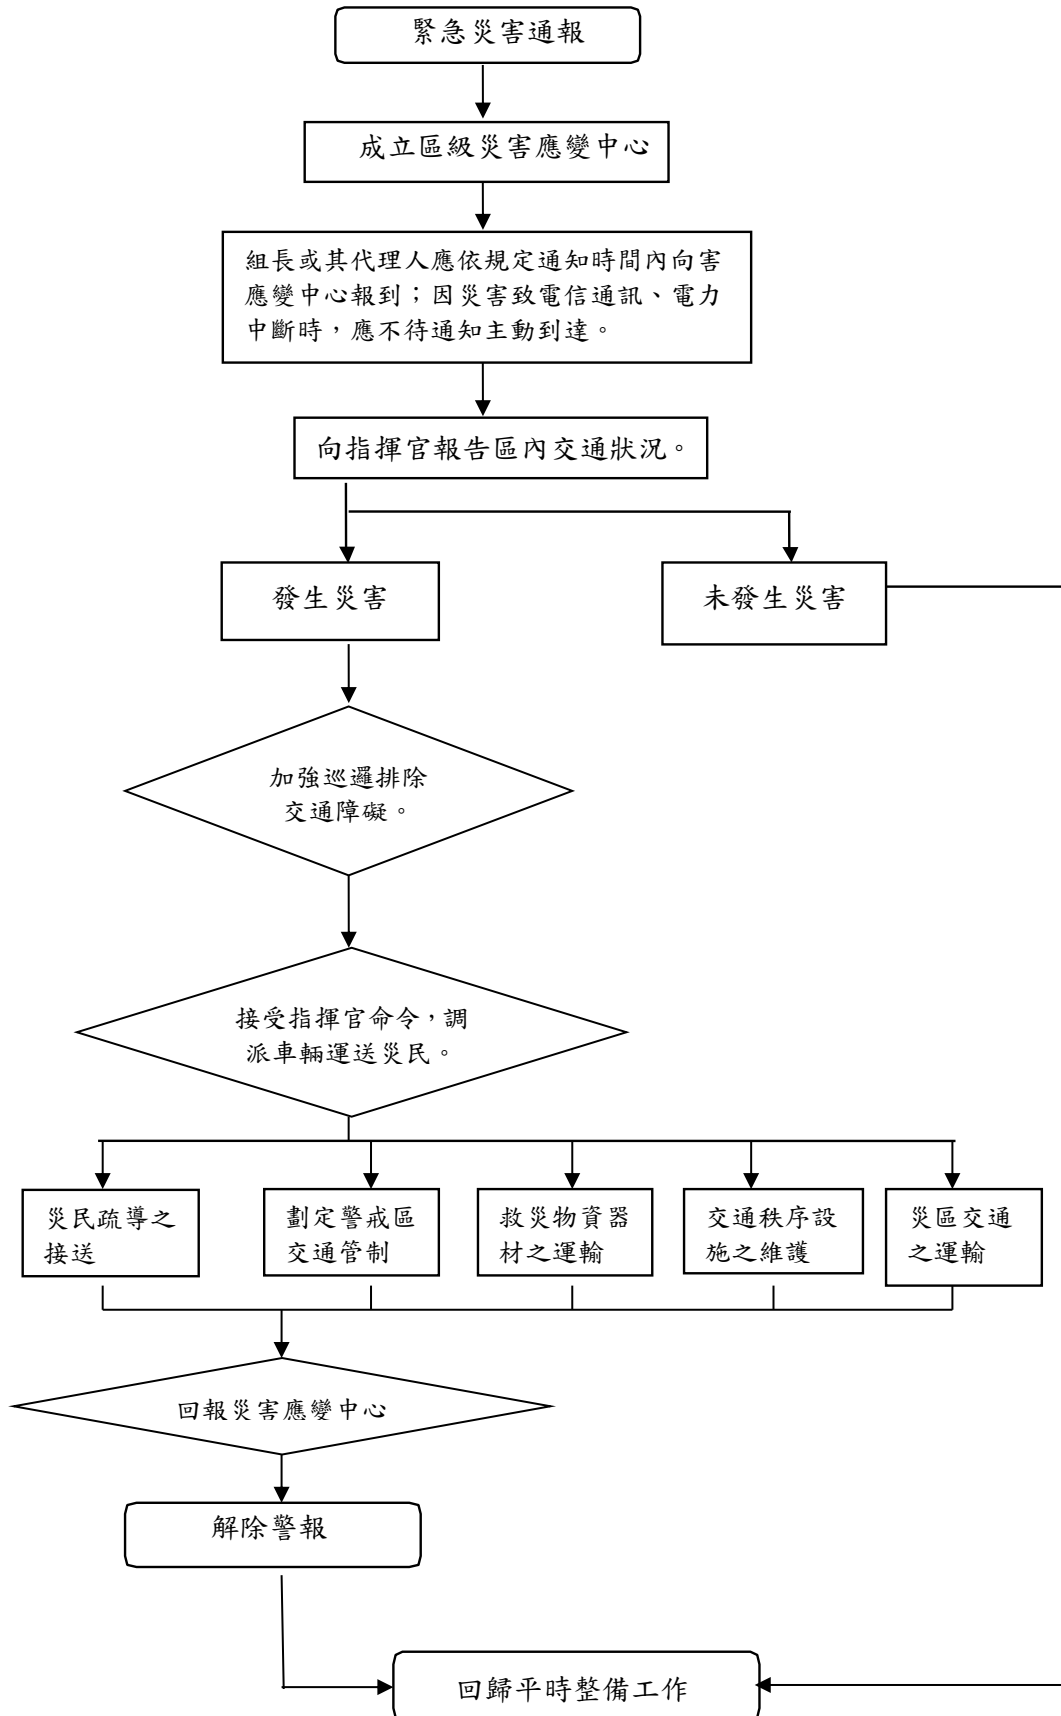 緊急災害通報
成立區級災害應變中心
組長或其代理人應依規定通知時間內向害
應變中心報到；因災害致電信通訊、電力
中斷時，應不待通知主動到達。
向指揮官報告區內交通狀況。
發生災害
未發生災害
加強巡邏排除
交通障礙。
接受指揮官命令，調
派車輛運送災民。
災民疏導之
接送
劃定警戒區
交通管制
救災物資器
材之運輸
交通秩序設
施之維護
災區交通
之運輸
回報災害應變中心
解除警報
回歸平時整備工作